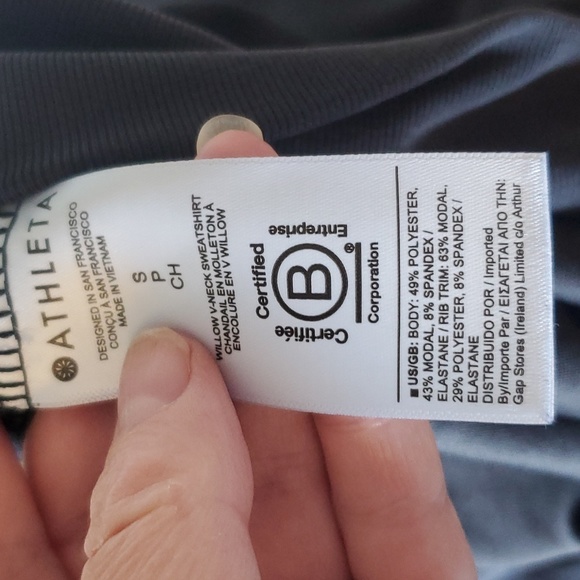 ATHLETA
DESIGNED IN SAN FRANCISCO
CONÇU À SAN FRANCISCO
MADE IN VIETNAM
S
P
CH
WILLOW V-NECK SWEATSHIRT
CHANDAIL EN MOLLETON À
ENCOLURE EN V WILLOW
Certified
B
®
Corporation
Certifiée
Entreprise
■ US/GB: BODY: 49% POLYESTER,
43% MODAL, 8% SPANDEX /
ELASTANE / RIB TRIM: 63% MODAL,
29% POLYESTER, 8% SPANDEX /
ELASTANE
DISTRIBUIDO POR / Imported
By/Importe Par / ΕΙΣΑΓΕΤΑΙ ΑΠΟ ΤΗΝ:
Gap Stores (Ireland) Limited c/o Arthur